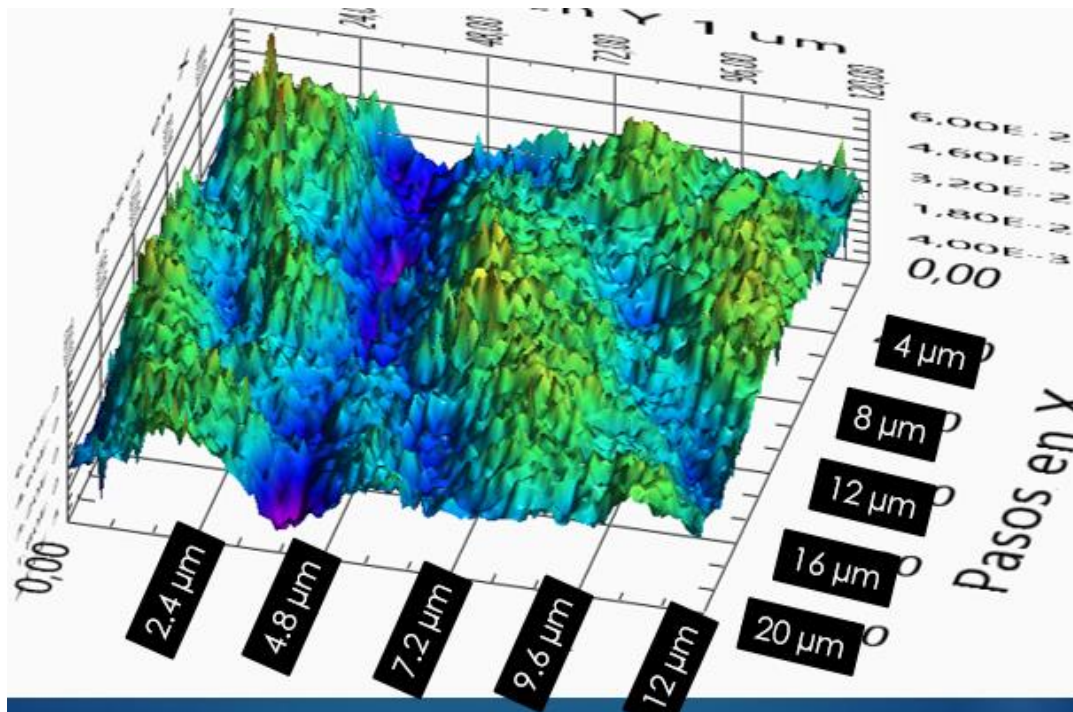 Y 1 um
24,00
48,00
72,00
96,00
120,00
6,00E-2
4,60E-2
3,20E-2
1,80E-2
4,00E-3
0,00
4 µm
8 µm
12 µm
16 µm
20 µm
Pasos en
0,00
2.4 µm
4.8 µm
7.2 µm
9.6 µm
12 µm